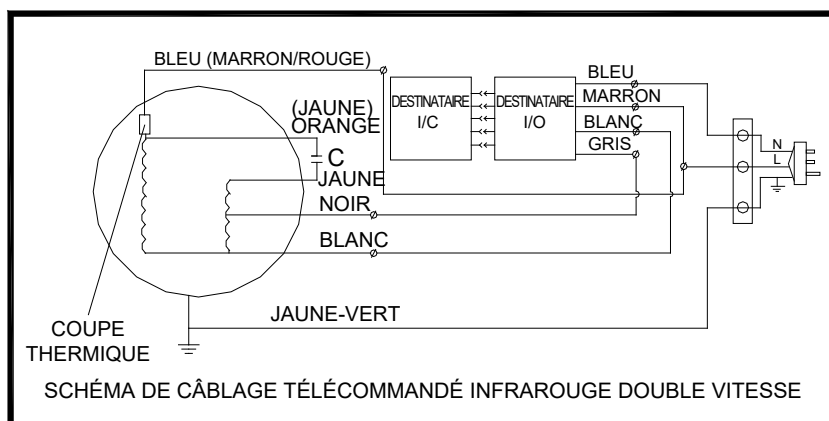 BLEU (MARRON/ROUGE)
(JAUNE)
ORANGE
C
JAUNE
NOIR
BLANC
DESTINATAIRE
I/C
DESTINATAIRE
I/O
BLEU
MARRON
BLANC
GRIS
N
L
JAUNE-VERT
COUPE
THERMIQUE
SCHÉMA DE CÂBLAGE TÉLÉCOMMANDÉ INFRAROUGE DOUBLE VITESSE